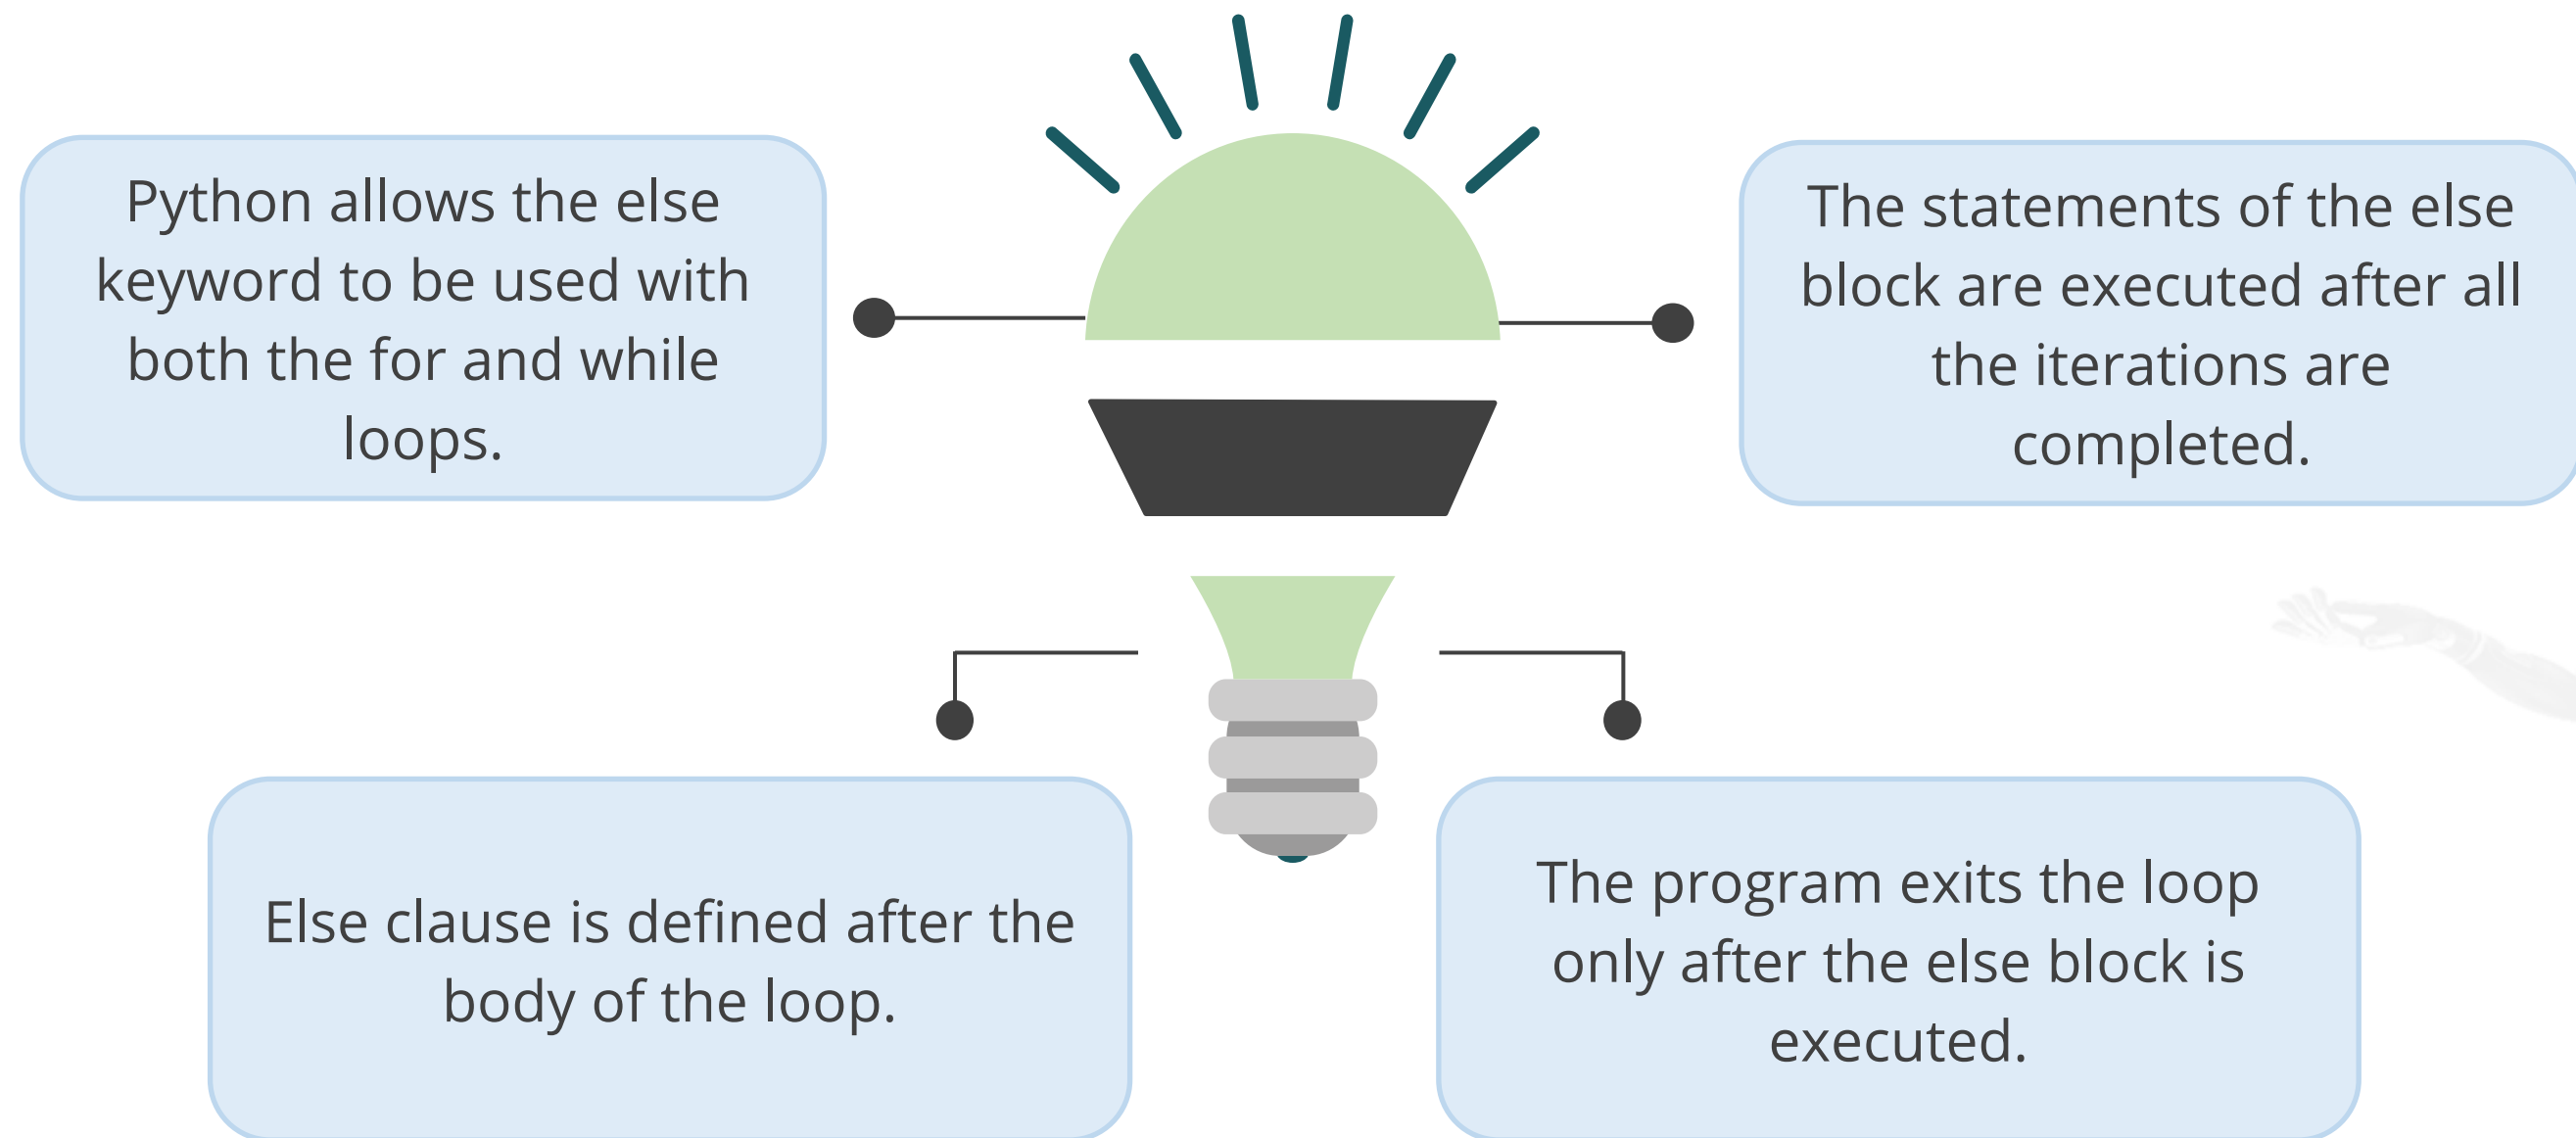 Python allows the else
keyword to be used with
both the for and while
loops.
The statements of the else
block are executed after all
the iterations are
completed.
Else clause is defined after the
body of the loop.
The program exits the loop
only after the else block is
executed.